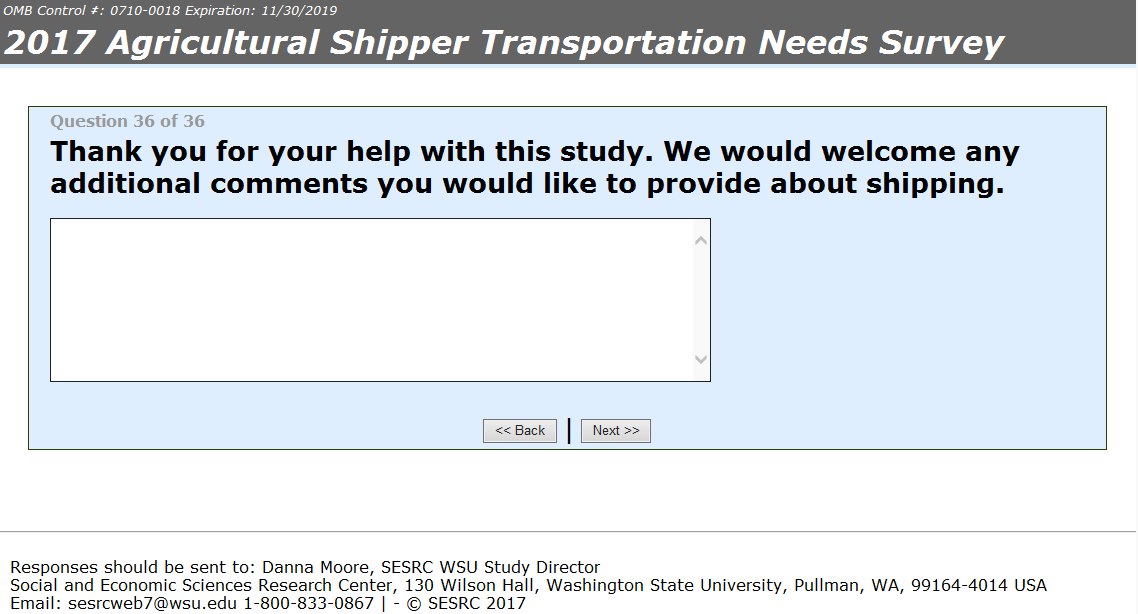 OMB Control #: 0710-0018 Expiration: 11/30/2019
2017 Agricultural Shipper Transportation Needs Survey
Question 36 of 36
Thank you for your help with this study. We would welcome any
additional comments you would like to provide about shipping.
<< Back | Next >>
Responses should be sent to: Danna Moore, SESRC WSU Study Director
Social and Economic Sciences Research Center, 130 Wilson Hall, Washington State University, Pullman, WA, 99164-4014 USA
Email: sesrcweb7@wsu.edu 1-800-833-0867 | - © SESRC 2017